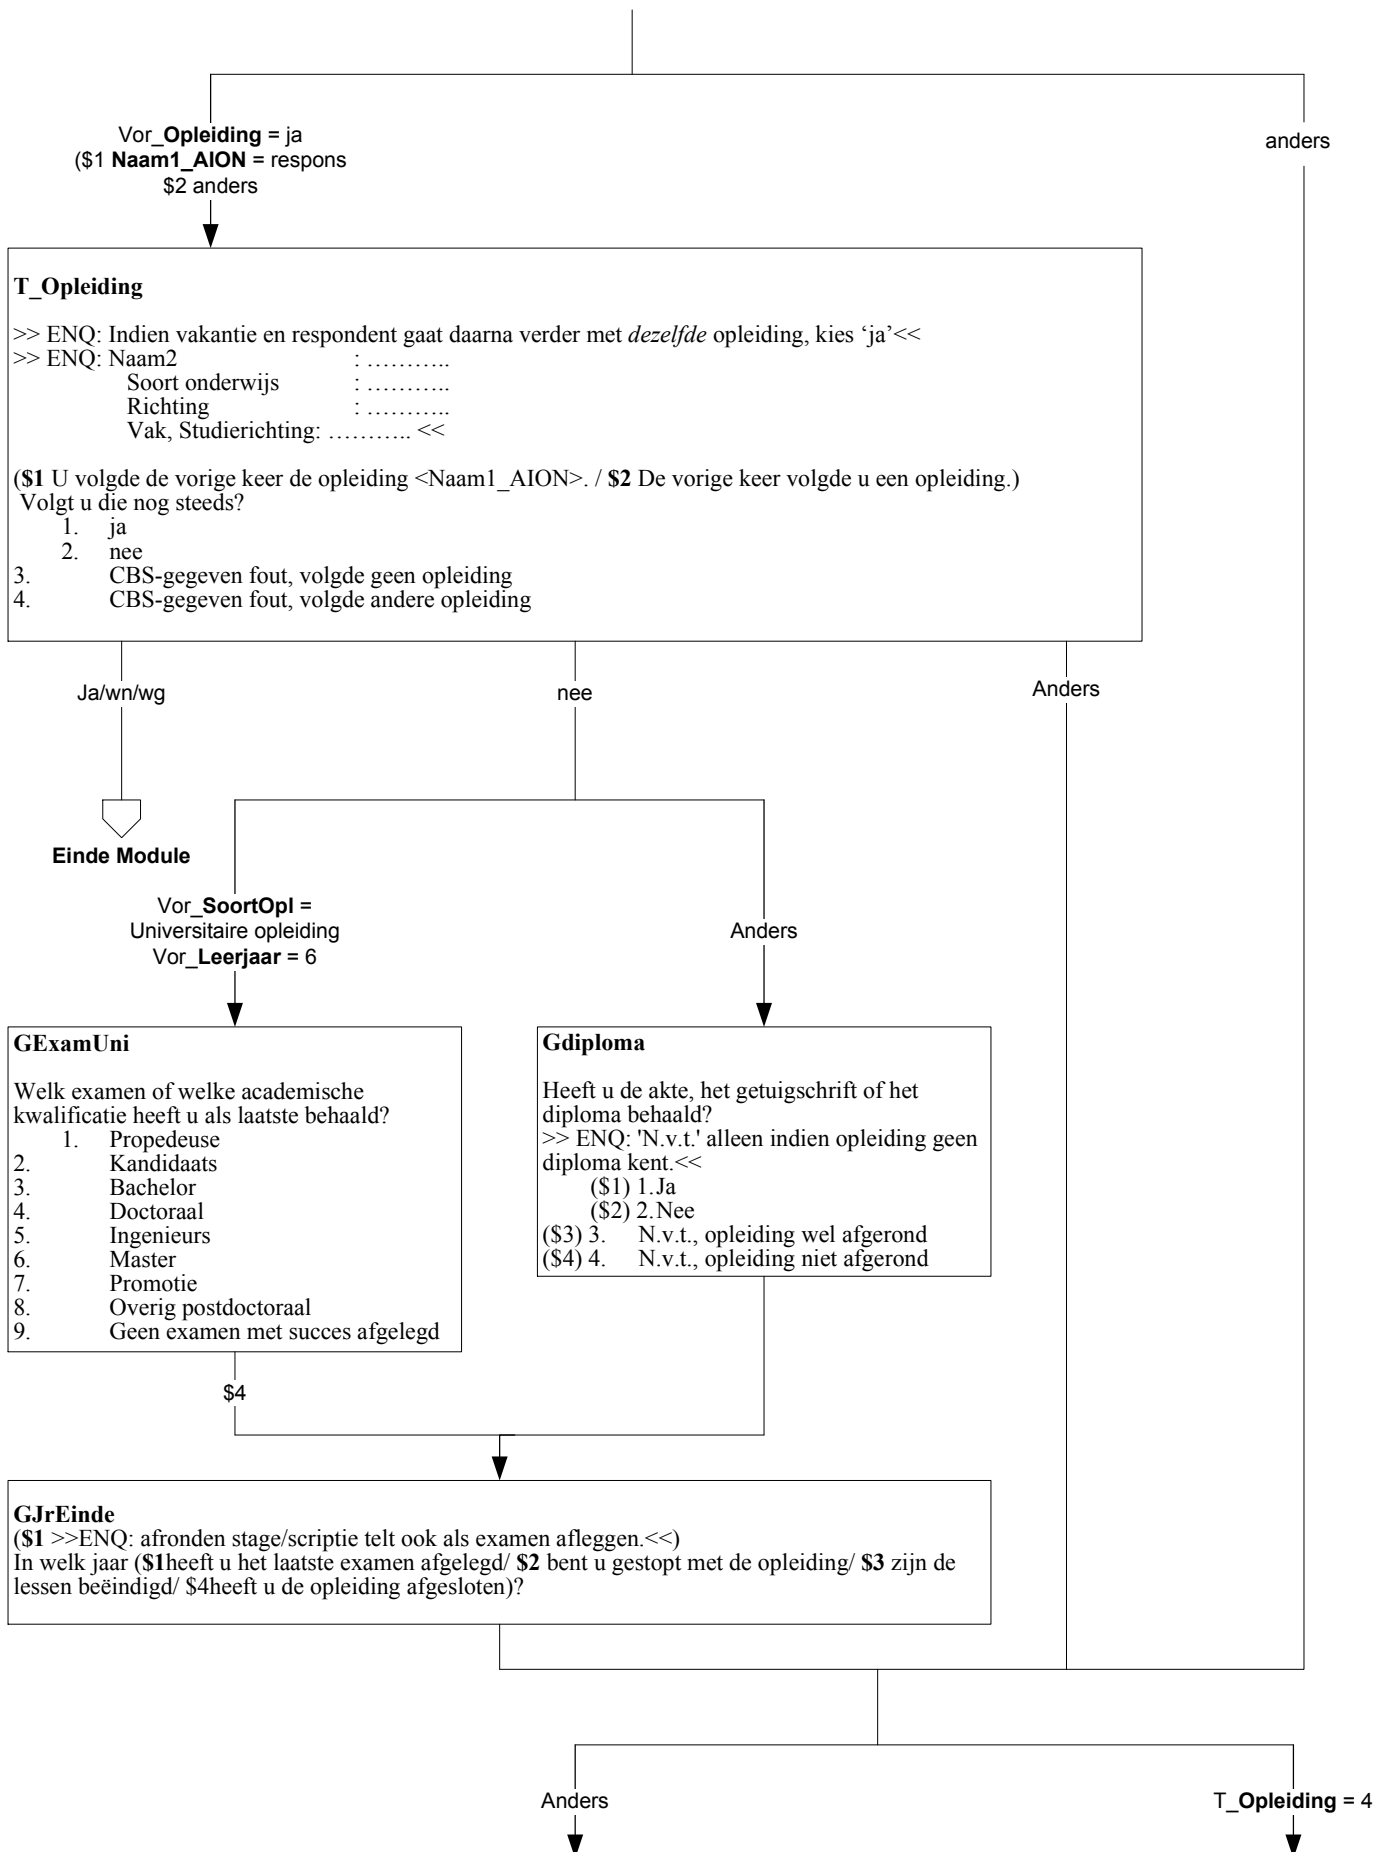 Vor_Opleiding = ja
($1 Naam1_AION = respons
$2 anders
anders
T_Opleiding
>> ENQ: Indien vakantie en respondent gaat daarna verder met dezelfde opleiding, kies ‘ja’<<
>> ENQ: Naam2 : ………..
Soort onderwijs : ………..
Richting : ………..
Vak, Studierichting: ……….. <<
($1 U volgde de vorige keer de opleiding <Naam1_AION>. / $2 De vorige keer volgde u een opleiding.)
Volgt u die nog steeds?
1. ja
2. nee
3. CBS-gegeven fout, volgde geen opleiding
4. CBS-gegeven fout, volgde andere opleiding
Ja/wn/wg
nee
Anders
Einde Module
Vor_SoortOpl =
Universitaire opleiding
Vor_Leerjaar = 6
Anders
GExamUni
Welk examen of welke academische
kwalificatie heeft u als laatste behaald?
1. Propedeuse
2. Kandidaats
3. Bachelor
4. Doctoraal
5. Ingenieurs
6. Master
7. Promotie
8. Overig postdoctoraal
9. Geen examen met succes afgelegd
Gdiploma
Heeft u de akte, het getuigschrift of het
diploma behaald?
>> ENQ: 'N.v.t.' alleen indien opleiding geen
diploma kent.<<
($1) 1.Ja
($2) 2.Nee
($3) 3. N.v.t., opleiding wel afgerond
($4) 4. N.v.t., opleiding niet afgerond
$4
GJrEinde
($1 >>ENQ: afronden stage/scriptie telt ook als examen afleggen.<<)
In welk jaar ($1heeft u het laatste examen afgelegd/ $2 bent u gestopt met de opleiding/ $3 zijn de
lessen beëindigd/ $4heeft u de opleiding afgesloten)?
Anders
T_Opleiding = 4